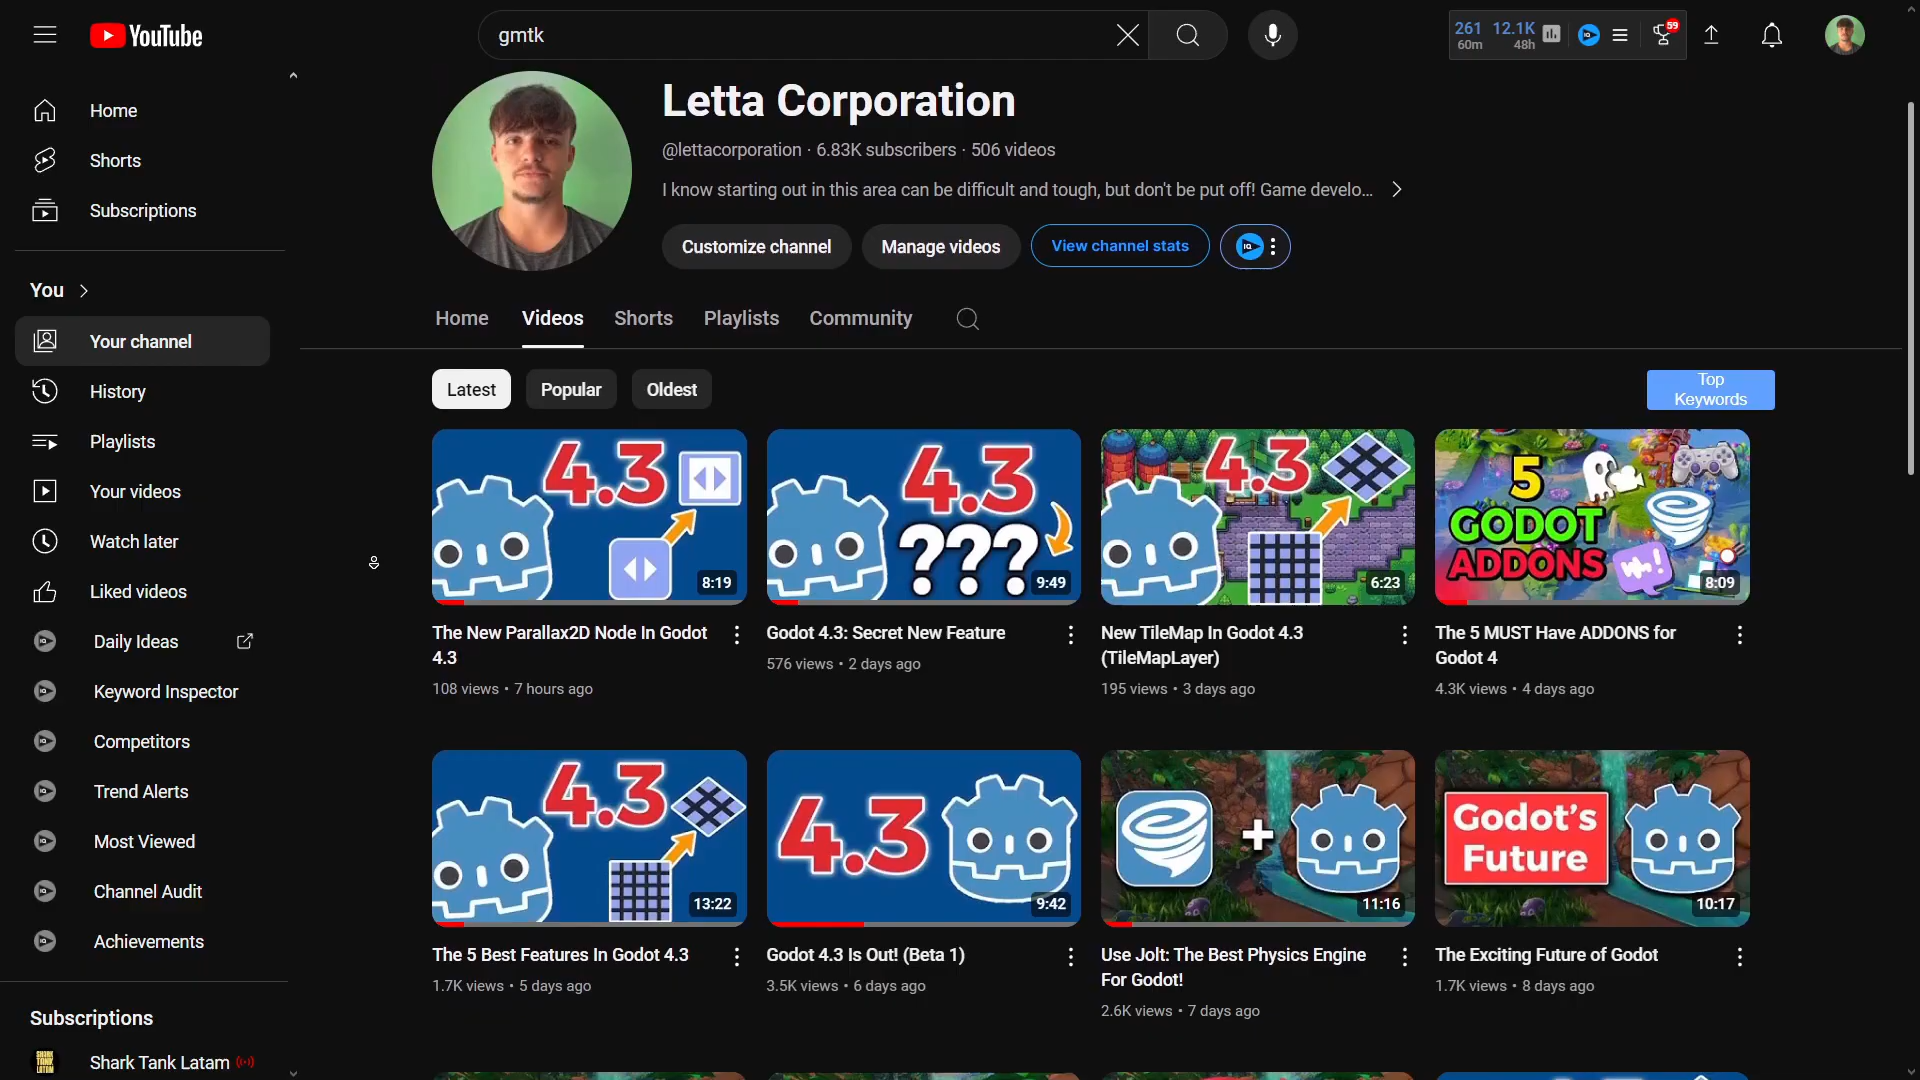 YouTube
gmtk
261 12.1K
60m 48h
59
Home
Shorts
Subscriptions
You
Your channel
History
Playlists
Your videos
Watch later
Liked videos
Daily Ideas
Keyword Inspector
Competitors
Trend Alerts
Most Viewed
Channel Audit
Achievements
Subscriptions
Shark Tank Latam
Letta Corporation
@lettacorporation · 6.83K subscribers · 506 videos
I know starting out in this area can be difficult and tough, but don't be put off! Game develo...
Customize channel
Manage videos
View channel stats
IQ
Home Videos Shorts Playlists Community
Latest Popular Oldest
Top
Keywords
4.3
8:19
The New Parallax2D Node In Godot
4.3
108 views • 7 hours ago
4.3
???
9:49
Godot 4.3: Secret New Feature
576 views • 2 days ago
4.3
6:23
New TileMap In Godot 4.3
(TileMapLayer)
195 views • 3 days ago
5
GODOT
ADDONS
8:09
The 5 MUST Have ADDONS for
Godot 4
4.3K views • 4 days ago
4.3
13:22
The 5 Best Features In Godot 4.3
1.7K views • 5 days ago
4.3
9:42
Godot 4.3 Is Out! (Beta 1)
3.5K views • 6 days ago
+
11:16
Use Jolt: The Best Physics Engine
For Godot!
2.6K views • 7 days ago
Godot's
Future
10:17
The Exciting Future of Godot
1.7K views • 8 days ago